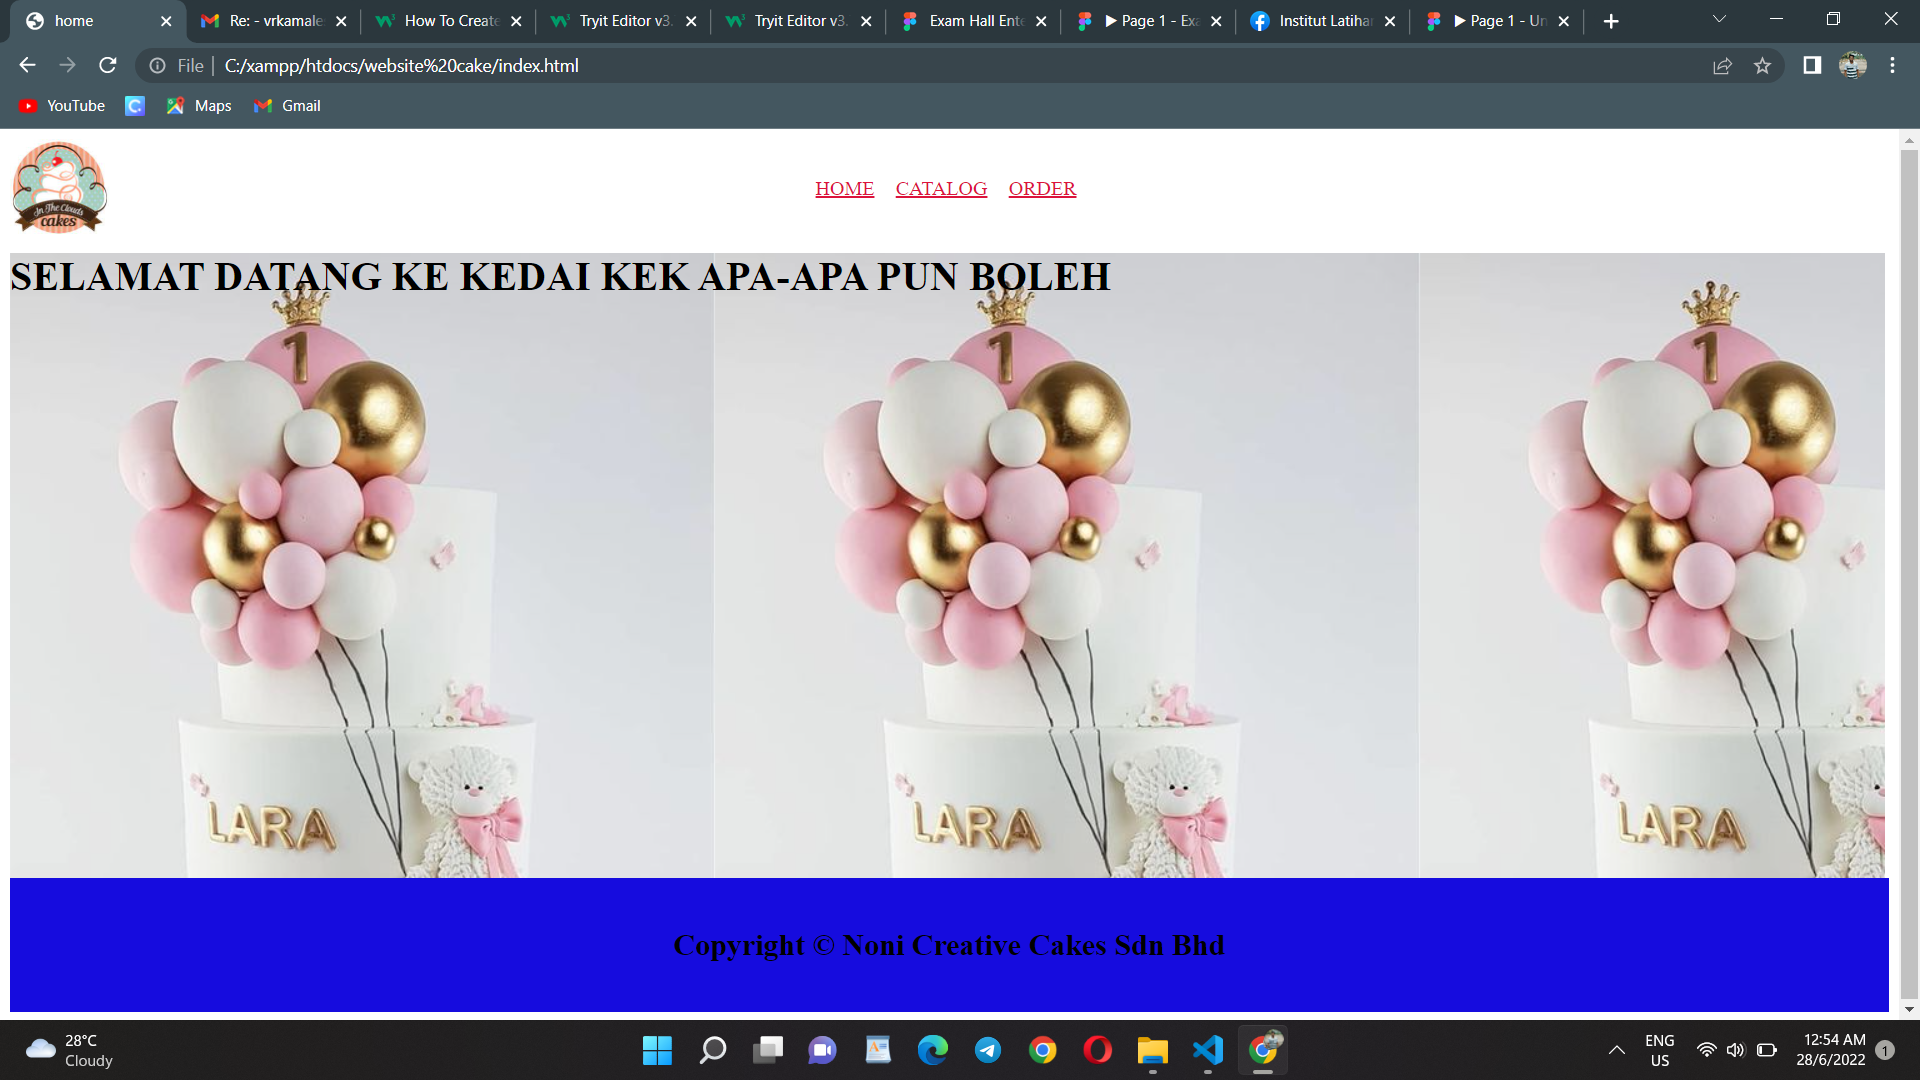 home
Re: - vrkamale
How To Create
Tryit Editor v3.
Tryit Editor v3.
Exam Hall Ente
Page 1 - Exa
Institut Latihan
Page 1 - Un
File
C:/xampp/htdocs/website%20cake/index.html
YouTube
Maps
Gmail
In The Clouds
cakes
HOME
CATALOG
ORDER
SELAMAT DATANG KE KEDAI KEK APA-APA PUN BOLEH
1
1
1
LARA
LARA
LARA
Copyright © Noni Creative Cakes Sdn Bhd
28°C
Cloudy
ENG
US
12:54 AM
28/6/2022
1